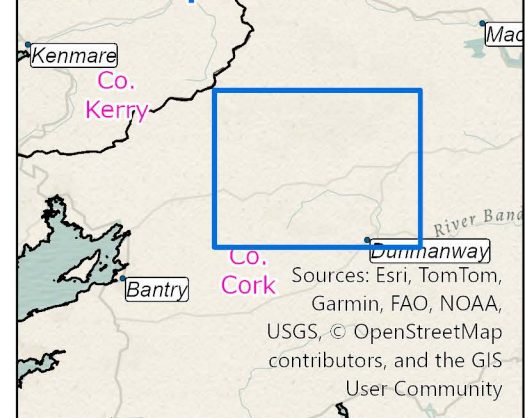 Mac
Kenmare
Co.
Kerry
River Band
Dunmanway
Co.
Cork
Bantry
Sources: Esri, TomTom,
Garmin, FAO, NOAA,
USGS, © OpenStreetMap
contributors, and the GIS
User Community